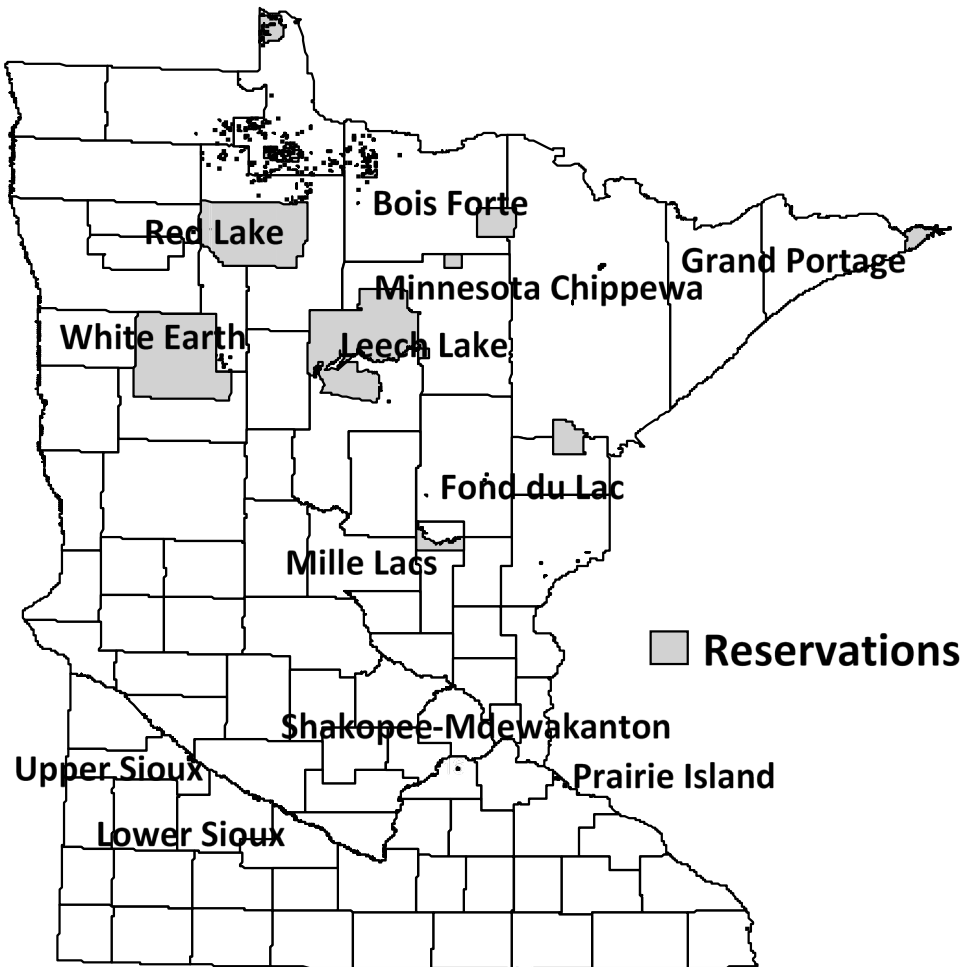 Bois Forte
Red Lake
Grand Portage
Minnesota Chippewa
White Earth
Leech Lake
Fond du Lac
Mille Lacs
Reservations
Shakopee-Mdewakanton
Upper Sioux
Prairie Island
Lower Sioux